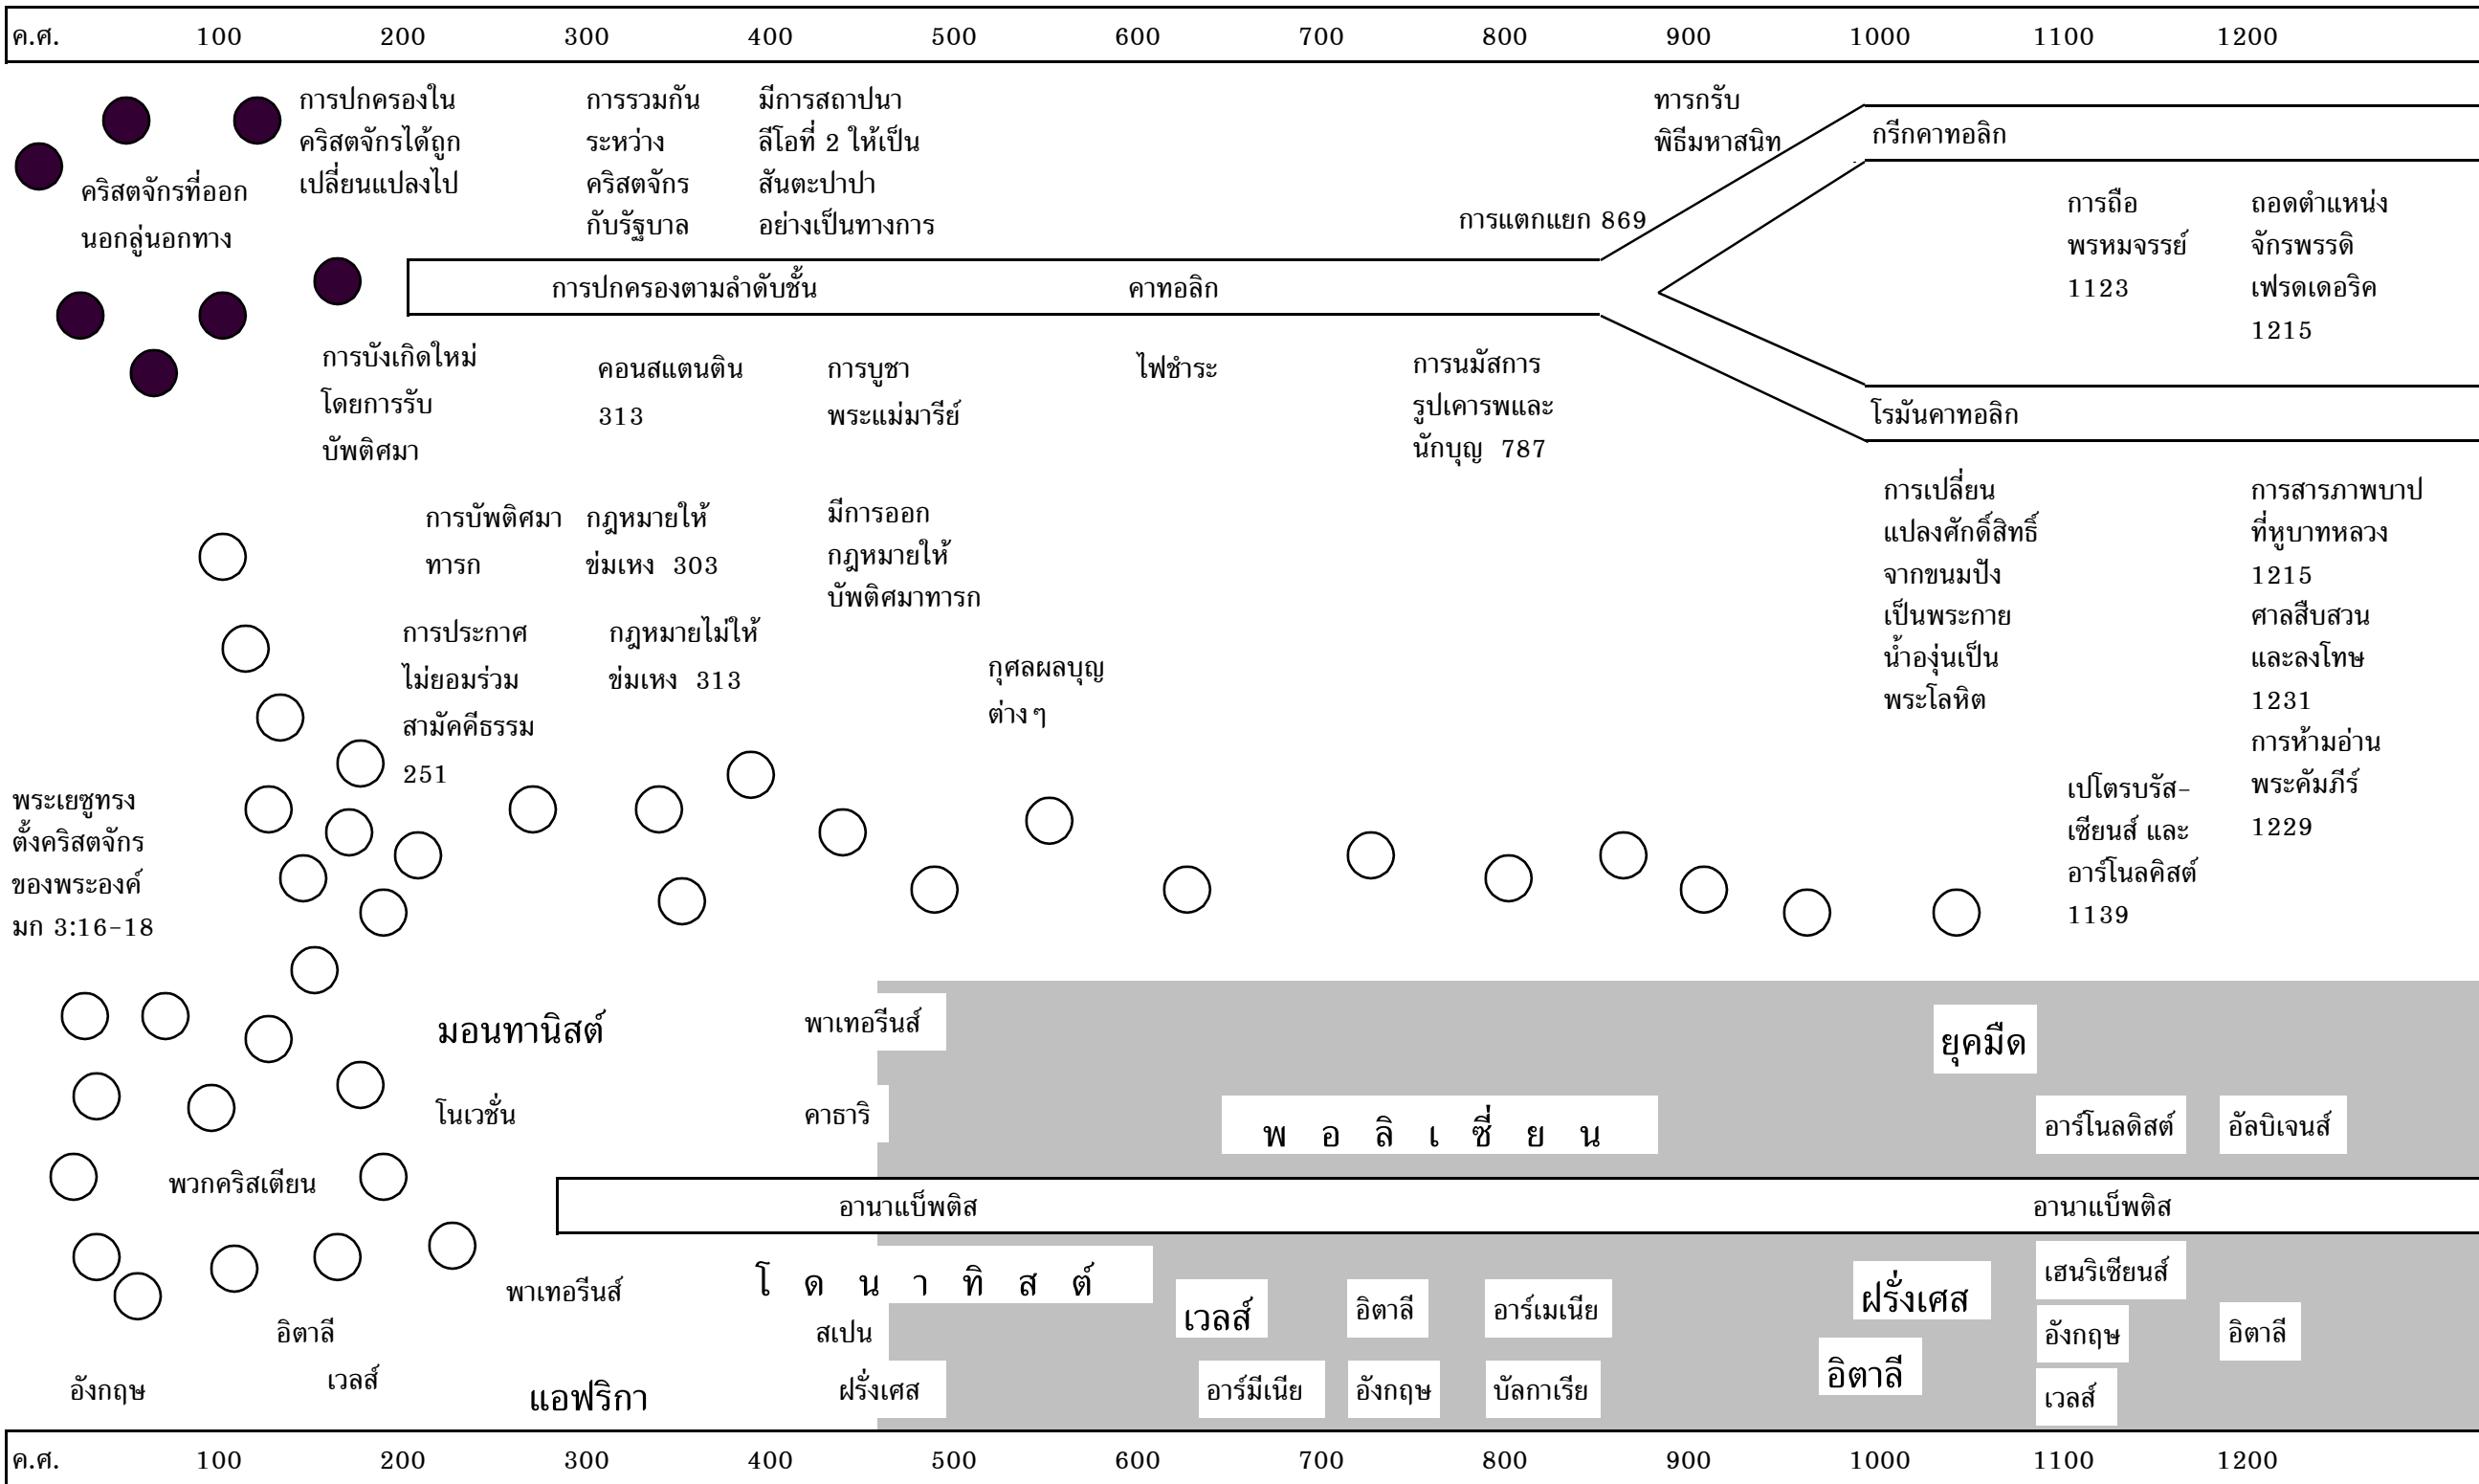 ค.ศ. 100 200 300 400 500 600 700 800 900 1000 1100 1200
คริสตจักรที่ออก
นอกลู่นอกทาง
การปกครองใน
คริสตจักรได้ถูก
เปลี่ยนแปลงไป
การรวมกัน
ระหว่าง
คริสตจักร
กับรัฐบาล
มีการสถาปนา
ลีโอที่ 2 ให้เป็น
สันตะปาปา
อย่างเป็นทางการ
ทารกรับ
พิธีมหาสนิท
กรีกคาทอลิก
การแตกแยก 869
การถือ
พรหมจรรย์
1123
ถอดตำแหน่ง
จักรพรรดิ
เฟรดเดอริค
1215
การปกครองตามลำดับชั้น คาทอลิก
การบังเกิดใหม่
โดยการรับ
บัพติศมา
คอนสแตนติน
313
การบูชา
พระแม่มารีย์
ไฟชำระ
การนมัสการ
รูปเคารพและ
นักบุญ 787
โรมันคาทอลิก
การบัพติศมา
ทารก
กฎหมายให้
ข่มเหง 303
มีการออก
กฎหมายให้
บัพติศมาทารก
การเปลี่ยน
แปลงศักดิ์สิทธิ์
จากขนมปัง
เป็นพระกาย
น้ำองุ่นเป็น
พระโลหิต
การสารภาพบาป
ที่หูบาทหลวง
1215
ศาลสืบสวน
และลงโทษ
1231
การห้ามอ่าน
พระคัมภีร์
1229
การประกาศ
ไม่ยอมร่วม
สามัคคีธรรม
251
กฎหมายไม่ให้
ข่มเหง 313
กุศลผลบุญ
ต่าง ๆ
พระเยซูทรง
ตั้งคริสตจักร
ของพระองค์
มก 3:16-18
เปโตรบรัส-
เซียนส์ และ
อาร์โนลคิสต์
1139
มอนทานิสต์ พาเทอรีนส์ ยุคมืด
โนเวชั่น คาธาริ พ อ ลิ เ ซี่ ย น อาร์โนลดิสต์ อัลบิเจนส์
พวกคริสเตียน
อานาแบ็พติส อานาแบ็พติส
พาเทอรีนส์ โ ด น า ทิ ส ต์ เวลส์ อิตาลี อาร์เมเนีย ฝรั่งเศส เฮนริเซียนส์
อิตาลี สเปน อังกฤษ อิตาลี
อังกฤษ เวลส์ แอฟริกา ฝรั่งเศส อาร์มีเนีย อังกฤษ บัลกาเรีย อิตาลี เวลส์
ค.ศ. 100 200 300 400 500 600 700 800 900 1000 1100 1200